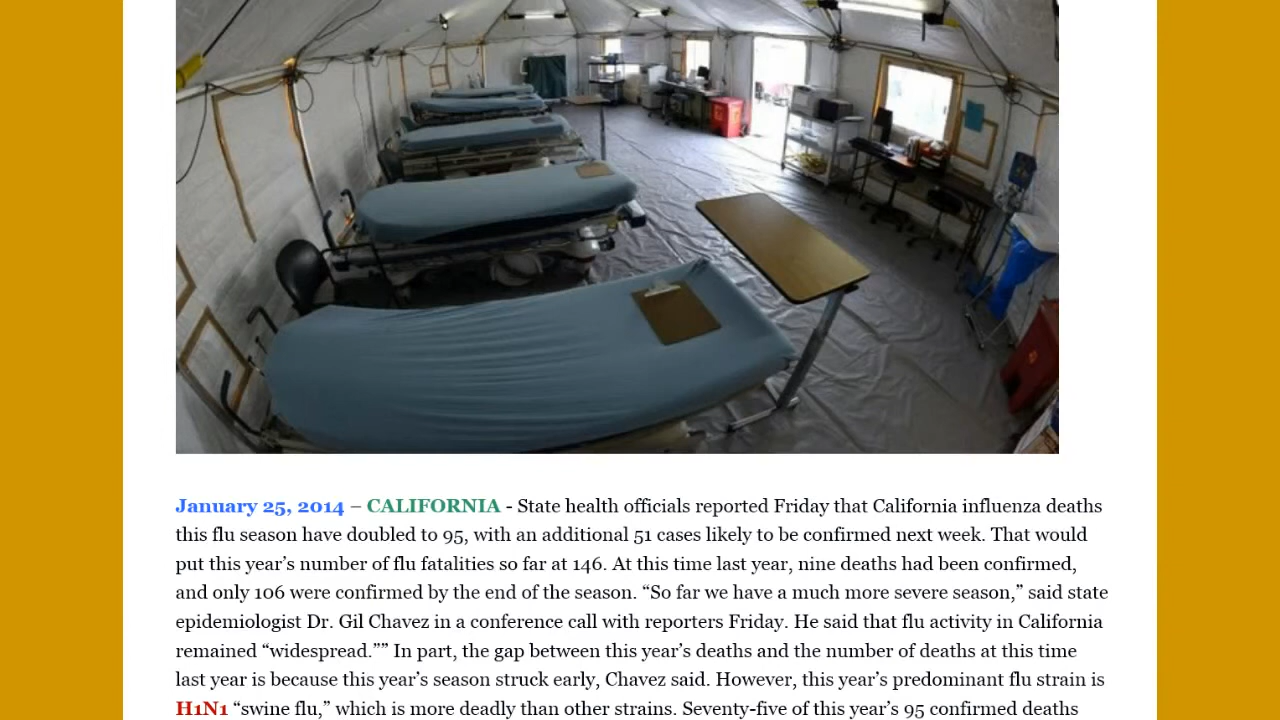 January 25, 2014 – CALIFORNIA - State health officials reported Friday that California influenza deaths
this flu season have doubled to 95, with an additional 51 cases likely to be confirmed next week. That would
put this year’s number of flu fatalities so far at 146. At this time last year, nine deaths had been confirmed,
and only 106 were confirmed by the end of the season. “So far we have a much more severe season,” said state
epidemiologist Dr. Gil Chavez in a conference call with reporters Friday. He said that flu activity in California
remained “widespread.”” In part, the gap between this year’s deaths and the number of deaths at this time
last year is because this year’s season struck early, Chavez said. However, this year’s predominant flu strain is
H1N1 “swine flu,” which is more deadly than other strains. Seventy-five of this year’s 95 confirmed deaths